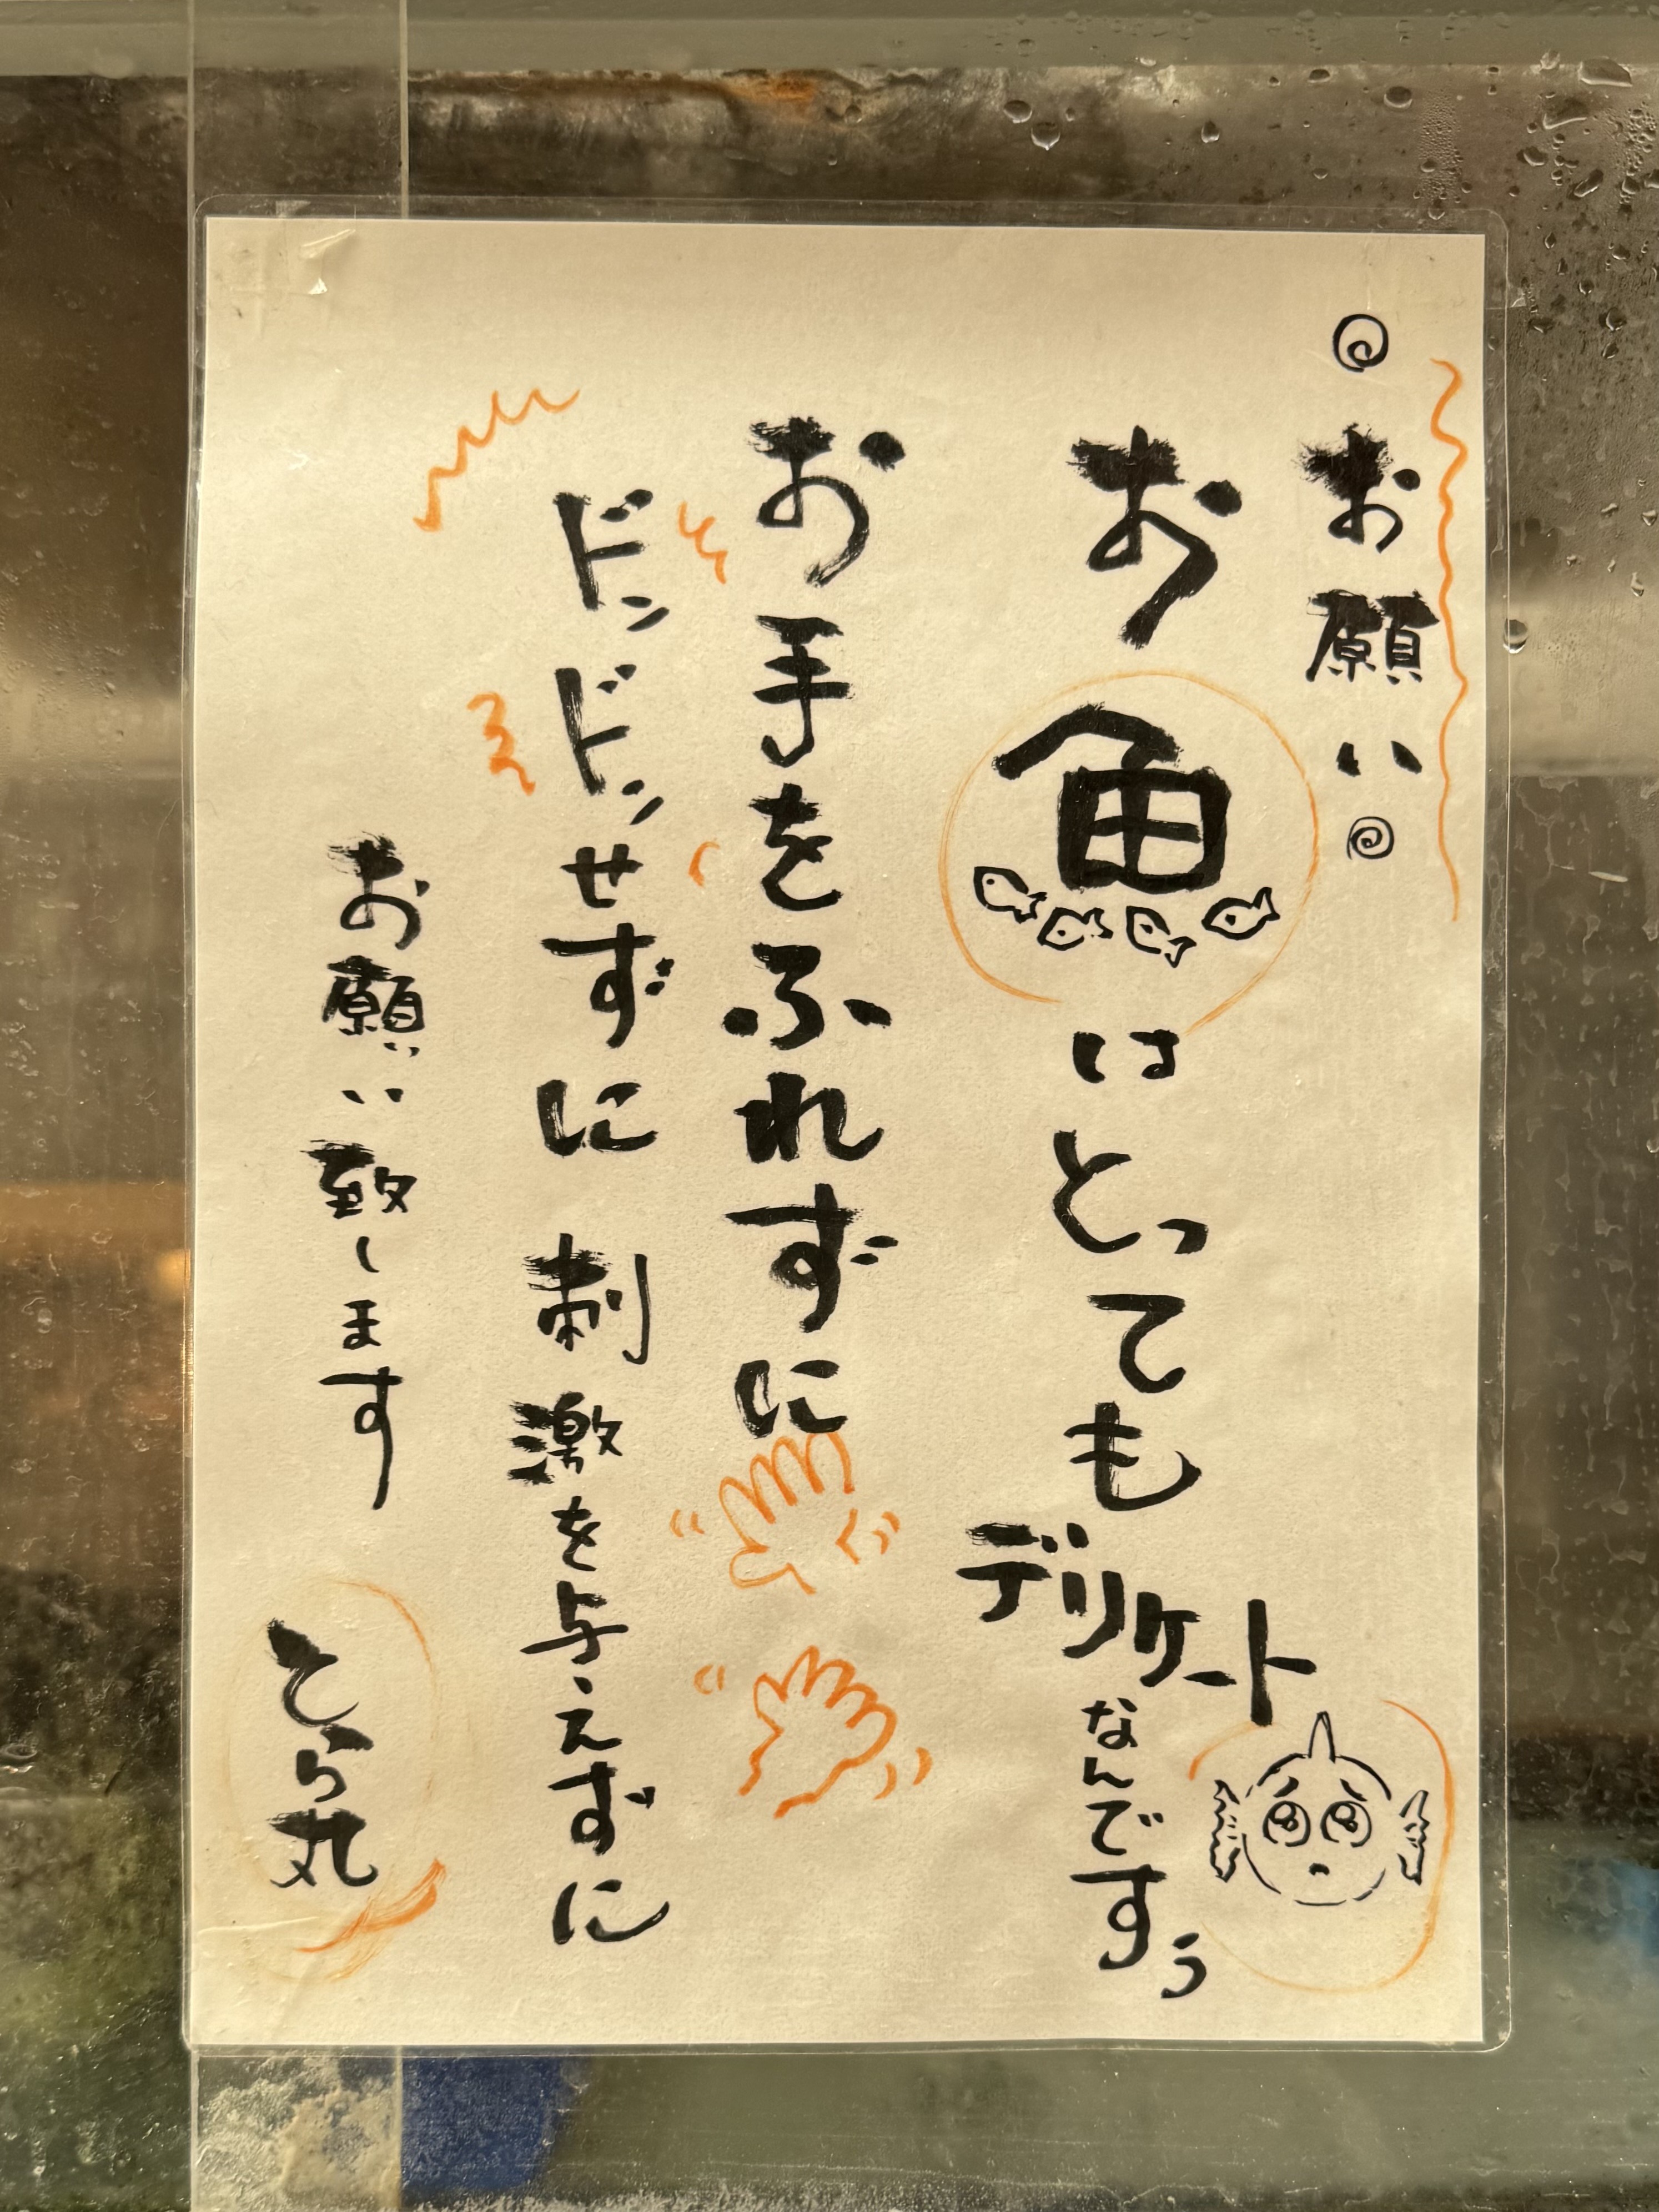 お願い
お魚はとってもデリケートなんですぅ
お手をふれずに
ドンドンせずに刺激を与えずに
お願い致します
とら丸